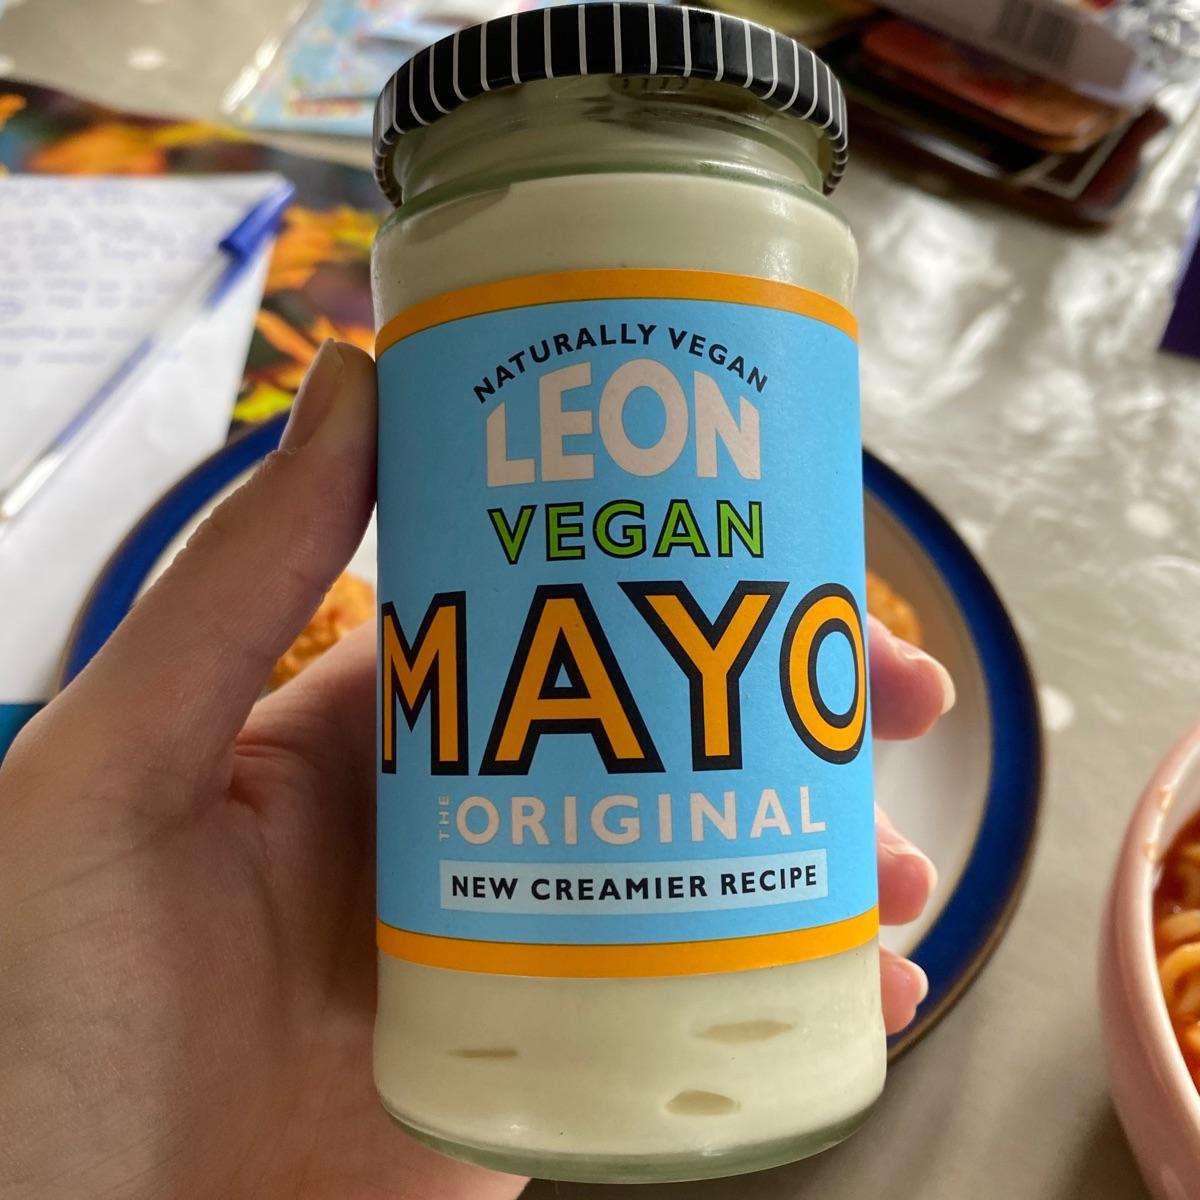 NATURALLY VEGAN
LEON
VEGAN
MAYO
THE ORIGINAL
NEW CREAMIER RECIPE